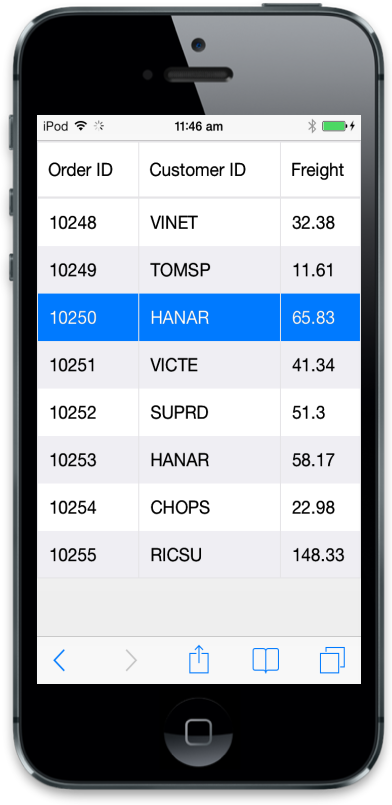 iPod 11:46 am
Order ID Customer ID Freight
10248 VINET 32.38
10249 TOMSP 11.61
10250 HANAR 65.83
10251 VICTE 41.34
10252 SUPRD 51.3
10253 HANAR 58.17
10254 CHOPS 22.98
10255 RICSU 148.33